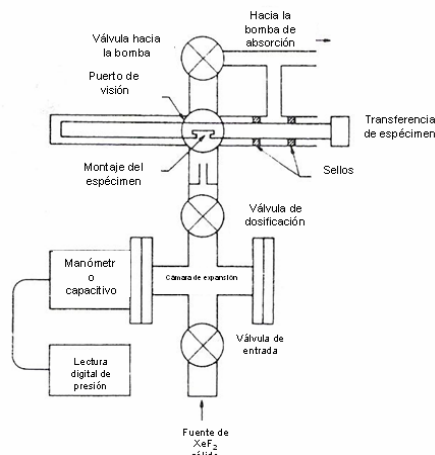 Hacia la
bomba de
absorción
Válvula hacia
la bomba
Puerto de
visión
Transferencia
de espécimen
Montaje del
espécimen
Sellos
Válvula de
dosificación
Manómetr
o
capacitivo
Cámara de expansión
Válvula de
entrada
Lectura
digital de
presión
Fuente de
XeF2
sólido